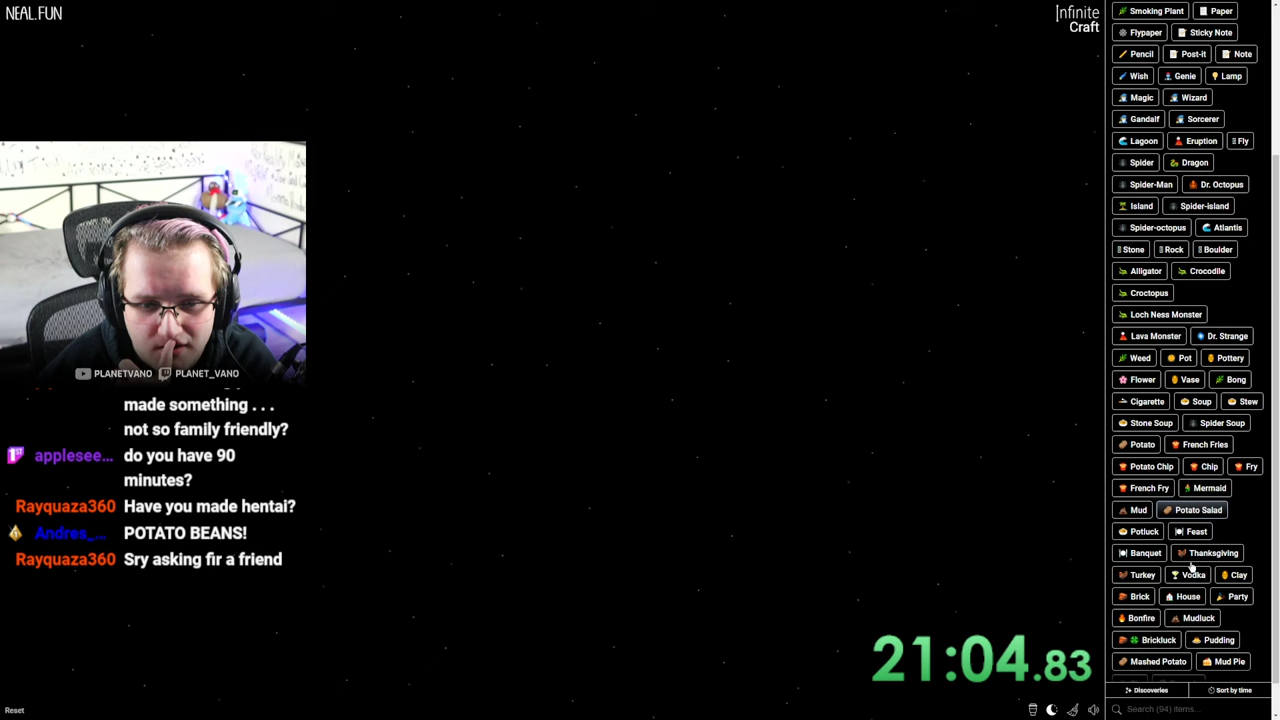 NEAL.FUN
Infinite
Craft
Smoking Plant Paper
Flypaper Sticky Note
Pencil Post-it Note
Wish Genie Lamp
Magic Wizard
Gandalf Sorcerer
Lagoon Eruption Fly
Spider Dragon
Spider-Man Dr. Octopus
Island Spider-island
Spider-octopus Atlantis
Stone Rock Boulder
Alligator Crocodile
Croctopus
Loch Ness Monster
Lava Monster Dr. Strange
Weed Pot Pottery
Flower Vase Bong
Cigarette Soup Stew
Stone Soup Spider Soup
Potato French Fries
Potato Chip Chip Fry
French Fry Mermaid
Mud Potato Salad
Potluck Feast
Banquet Thanksgiving
Turkey Vodka Clay
Brick House Party
Bonfire Mudluck
Brickluck Pudding
Mashed Potato Mud Pie
Discoveries Sort by time
Search (94) items...
PLANETVANO PLANET_VANO
made something . . .
not so family friendly?
applesee... do you have 90
minutes?
Rayquaza360 Have you made hentai?
Andres_... POTATO BEANS!
Rayquaza360 Sry asking fir a friend
21:04.83
Reset